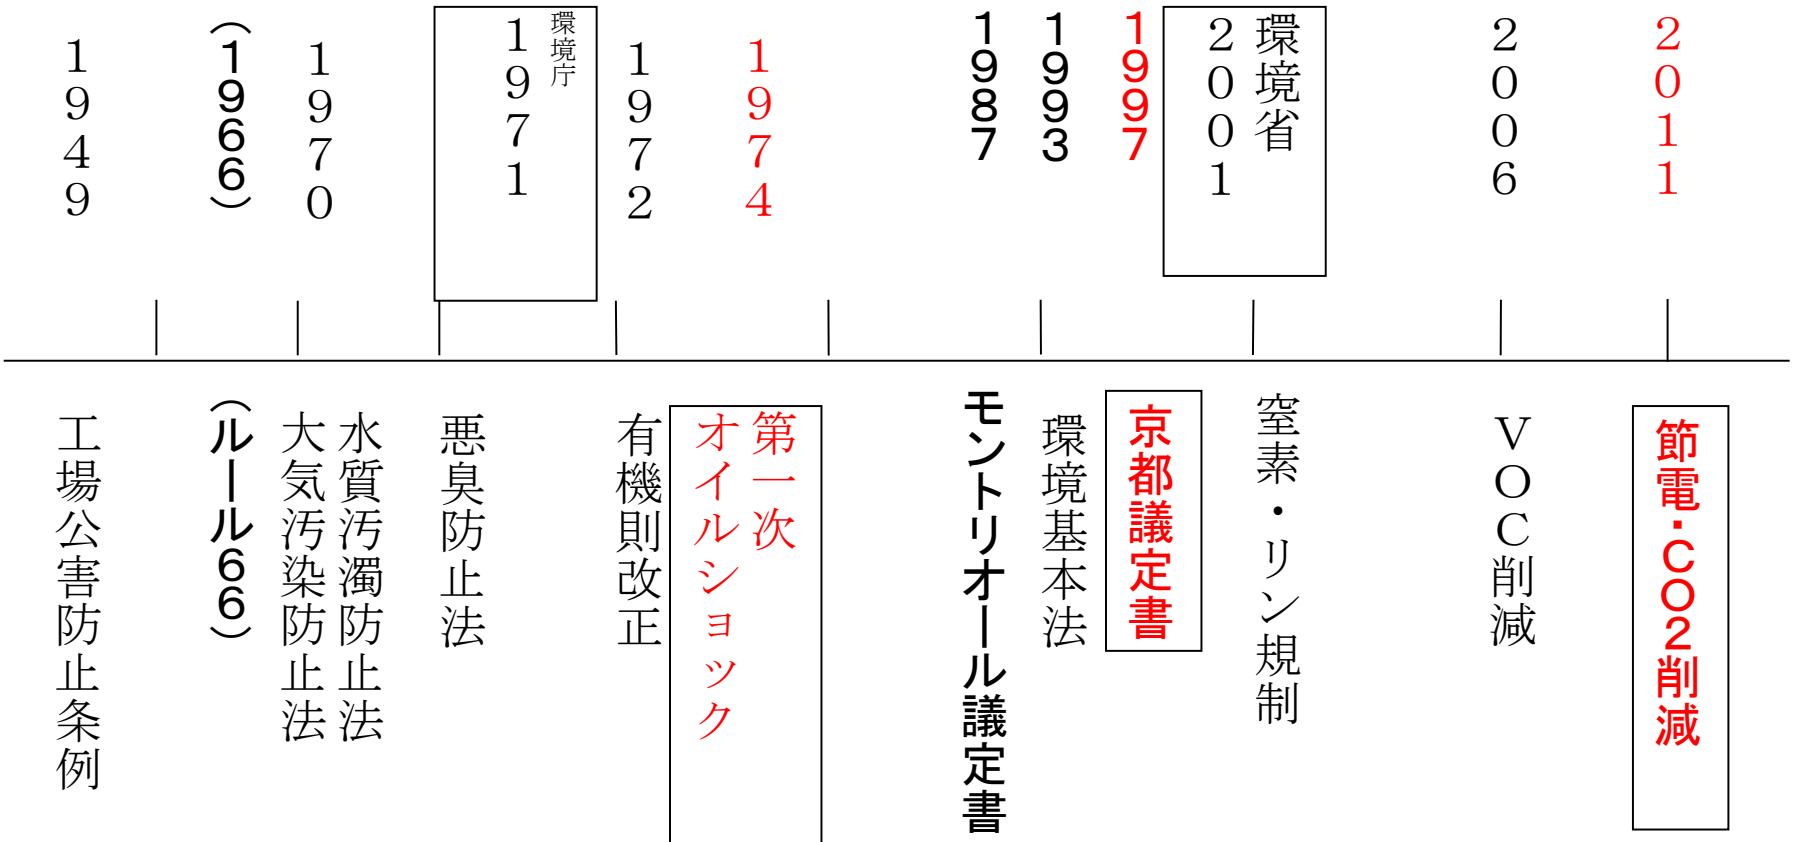 1949
(1966)
1970
環境庁
1971
1972
1974
1987
1993
1997
環境省
2001
2006
2011
工場公害防止条例
(ルール66)
水質汚濁防止法
大気汚染防止法
悪臭防止法
有機則改正
第一次
オイルショック
モントリオール議定書
環境基本法
京都議定書
窒素・リン規制
VOC削減
節電・CO2削減